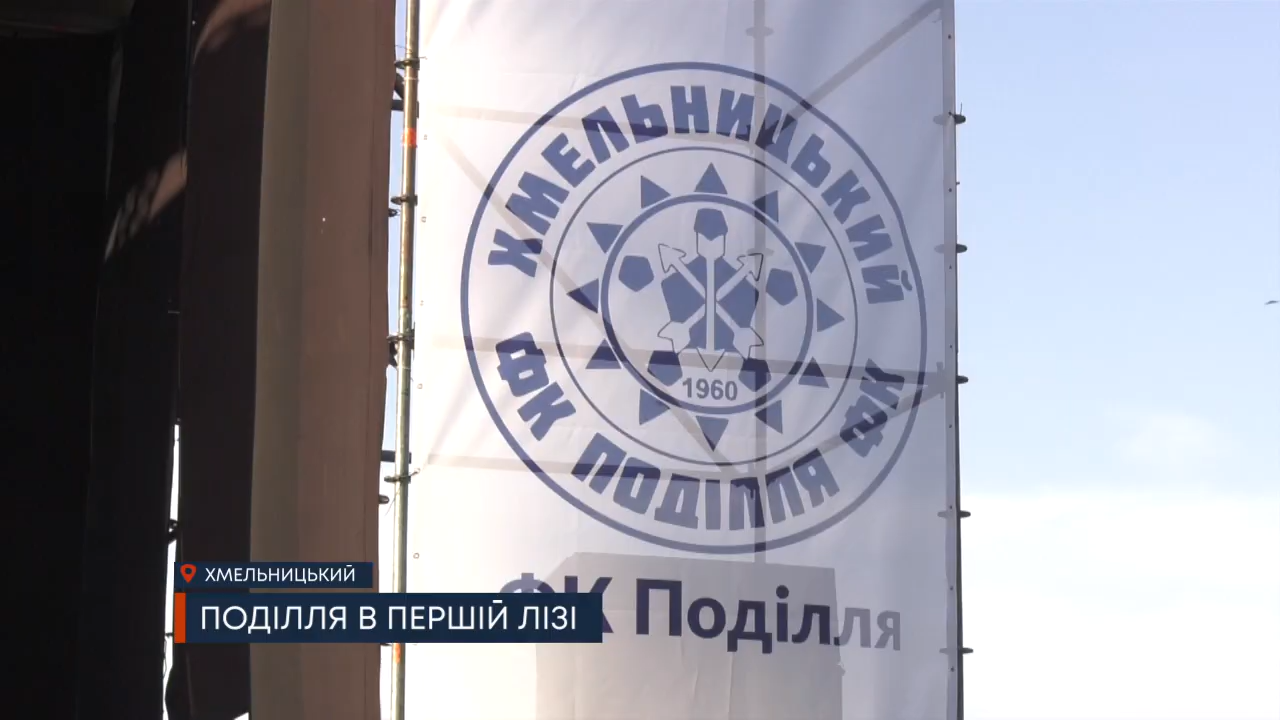 ХМЕЛЬНИЦЬКИЙ
ФК ПОДІЛЛЯ ФК
1960
ФК Поділля
ХМЕЛЬНИЦЬКИЙ
ПОДІЛЛЯ В ПЕРШІЙ ЛІЗІ